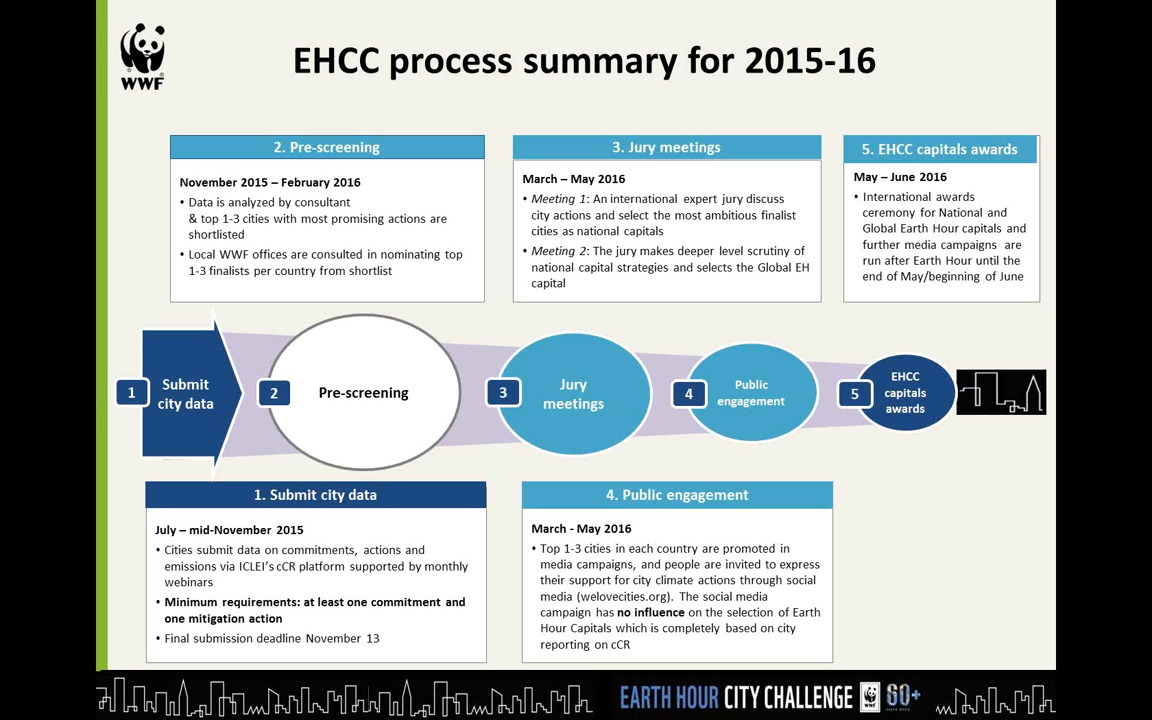 WWF
EHCC process summary for 2015-16
2. Pre-screening
November 2015 – February 2016
• Data is analyzed by consultant
& top 1-3 cities with most promising actions are
shortlisted
• Local WWF offices are consulted in nominating top
1-3 finalists per country from shortlist
3. Jury meetings
March – May 2016
• Meeting 1: An international expert jury discuss
city actions and select the most ambitious finalist
cities as national capitals
• Meeting 2: The jury makes deeper level scrutiny of
national capital strategies and selects the Global EH
capital
5. EHCC capitals awards
May – June 2016
• International awards
ceremony for National and
Global Earth Hour capitals and
further media campaigns are
run after Earth Hour until the
end of May/beginning of June
1
Submit
city data
2
Pre-screening
3
Jury
meetings
4
Public
engagement
5
EHCC
capitals
awards
1. Submit city data
July – mid-November 2015
• Cities submit data on commitments, actions and
emissions via ICLEI's cCR platform supported by monthly
webinars
• Minimum requirements: at least one commitment and
one mitigation action
• Final submission deadline November 13
4. Public engagement
March - May 2016
• Top 1-3 cities in each country are promoted in
media campaigns, and people are invited to express
their support for city climate actions through social
media (welovecities.org). The social media
campaign has no influence on the selection of Earth
Hour Capitals which is completely based on city
reporting on cCR
EARTH HOUR CITY CHALLENGE WWF 60+